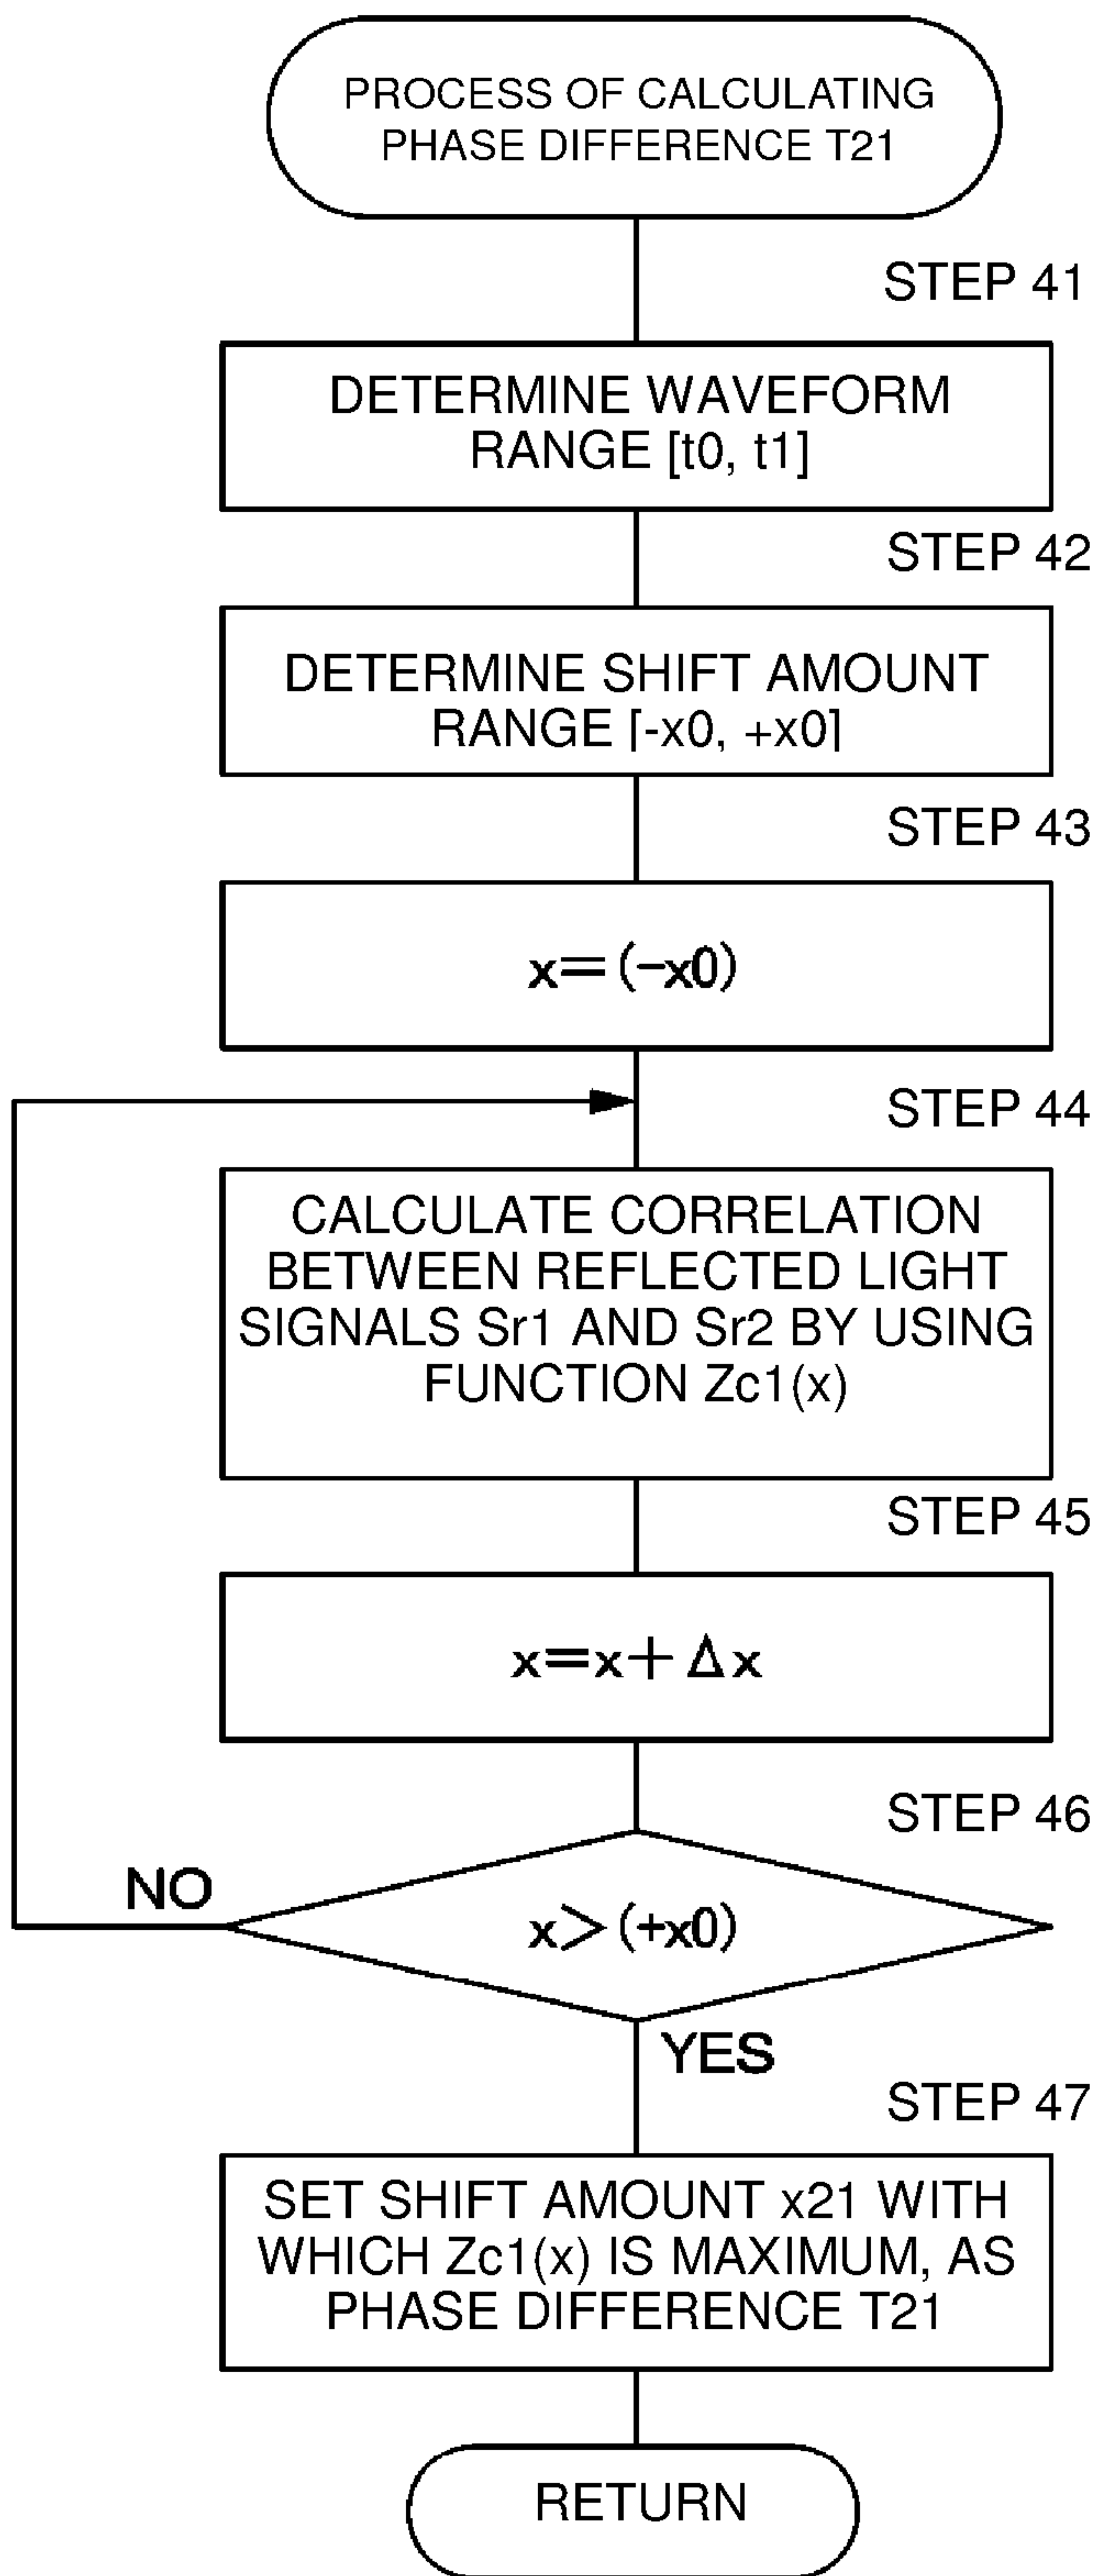 PROCESS OF CALCULATING
PHASE DIFFERENCE T21
STEP 41
DETERMINE WAVEFORM
RANGE [t0, t1]
STEP 42
DETERMINE SHIFT AMOUNT
RANGE [-x0, +x0]
STEP 43
x=(-x0)
STEP 44
CALCULATE CORRELATION
BETWEEN REFLECTED LIGHT
SIGNALS Sr1 AND Sr2 BY USING
FUNCTION Zc1(x)
STEP 45
x=x+Δx
STEP 46
NO
x>(+x0)
YES
STEP 47
SET SHIFT AMOUNT x21 WITH
WHICH Zc1(x) IS MAXIMUM, AS
PHASE DIFFERENCE T21
RETURN